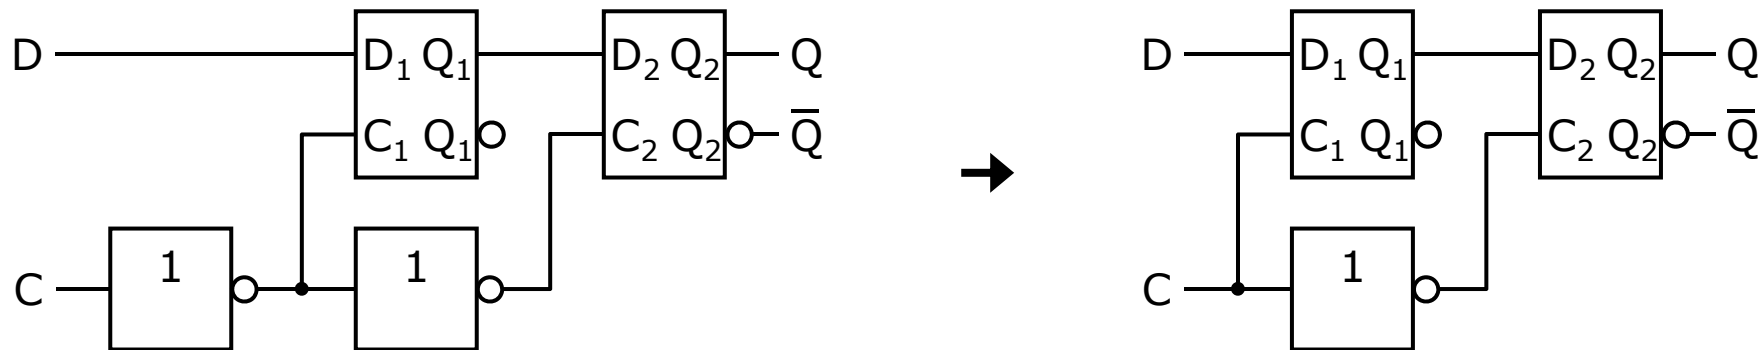 D D₁ Q₁ D₂ Q₂ Q
C₁ Q₁ C₂ Q₂ Q̅
C 1 1
D D₁ Q₁ D₂ Q₂ Q
C₁ Q₁ C₂ Q₂ Q̅
C 1